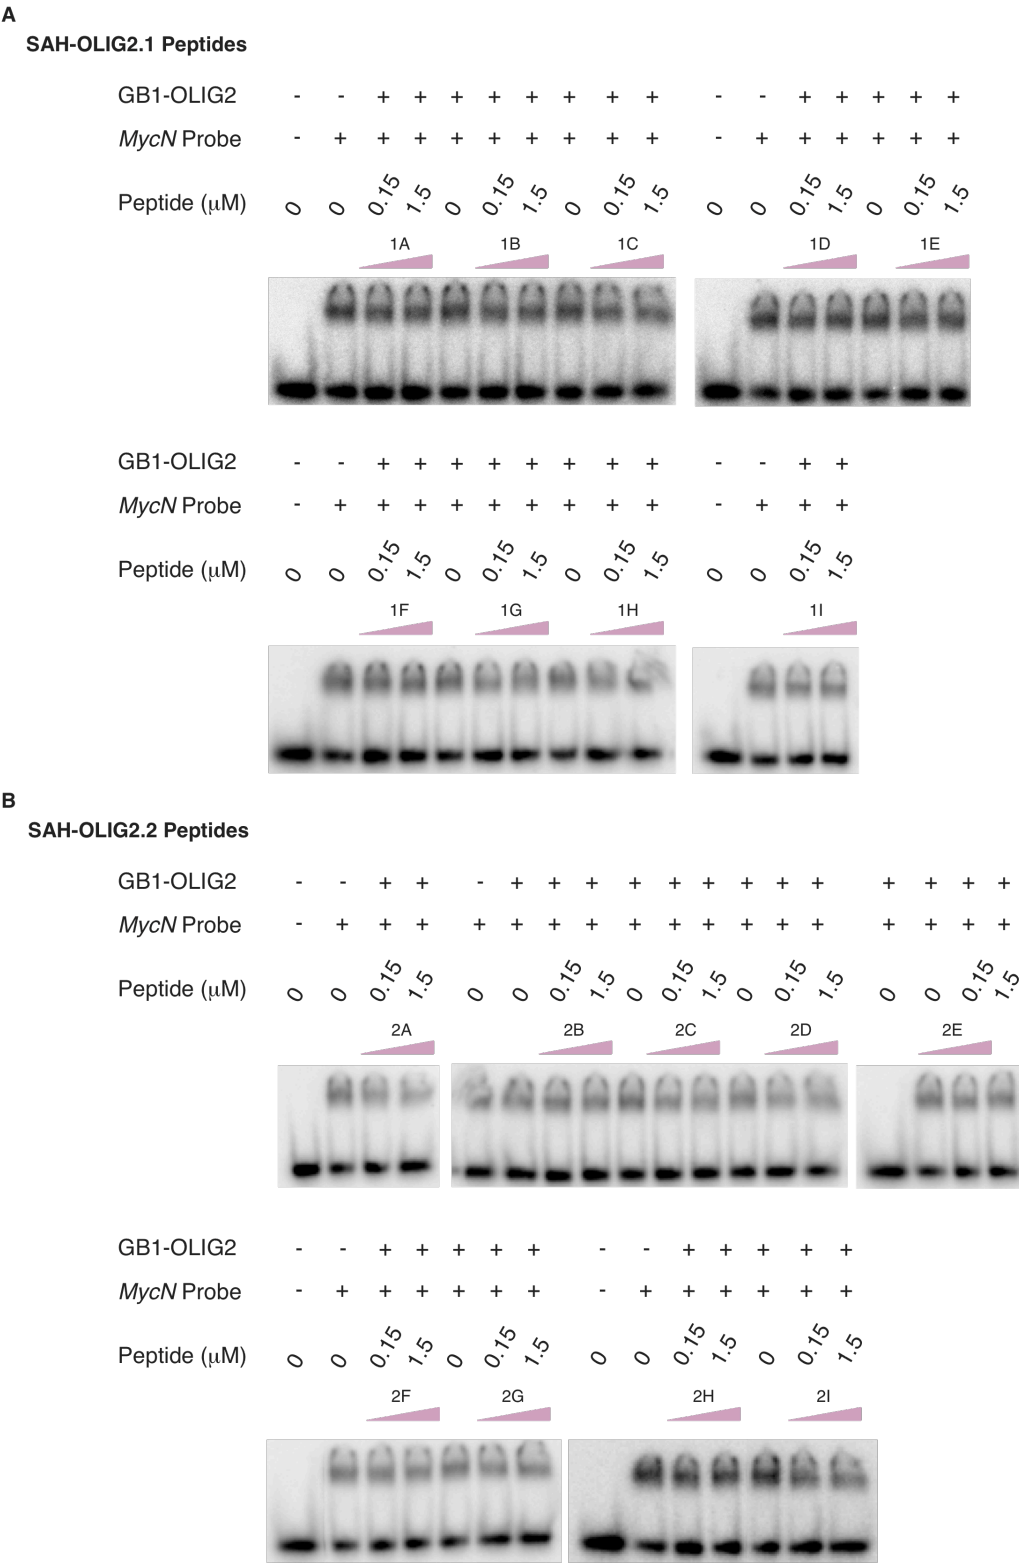 A
SAH-OLIG2.1 Peptides
GB1-OLIG2 - - + + + + + + + + - - + + + + +
MycN Probe - + + + + + + + + + - + + + + + +
Peptide (μM) 0 0 0.15 1.5 0 0.15 1.5 0 0.15 1.5 0 0 0.15 1.5 0 0.15 1.5
1A 1B 1C 1D 1E
GB1-OLIG2 - - + + + + + + + + - - + +
MycN Probe - + + + + + + + + + - + + +
Peptide (μM) 0 0 0.15 1.5 0 0.15 1.5 0 0.15 1.5 0 0 0.15 1.5
1F 1G 1H 1I
B
SAH-OLIG2.2 Peptides
GB1-OLIG2 - - + + - + + + + + + + + + + + + +
MycN Probe - + + + + + + + + + + + + + + + + +
Peptide (μM) 0 0 0.15 1.5 0 0 0.15 1.5 0 0.15 1.5 0 0.15 1.5 0 0 0.15 1.5
2A 2B 2C 2D 2E
GB1-OLIG2 - - + + + + + - - + + + + +
MycN Probe - + + + + + + - + + + + + +
Peptide (μM) 0 0 0.15 1.5 0 0.15 1.5 0 0 0.15 1.5 0 0.15 1.5
2F 2G 2H 2I